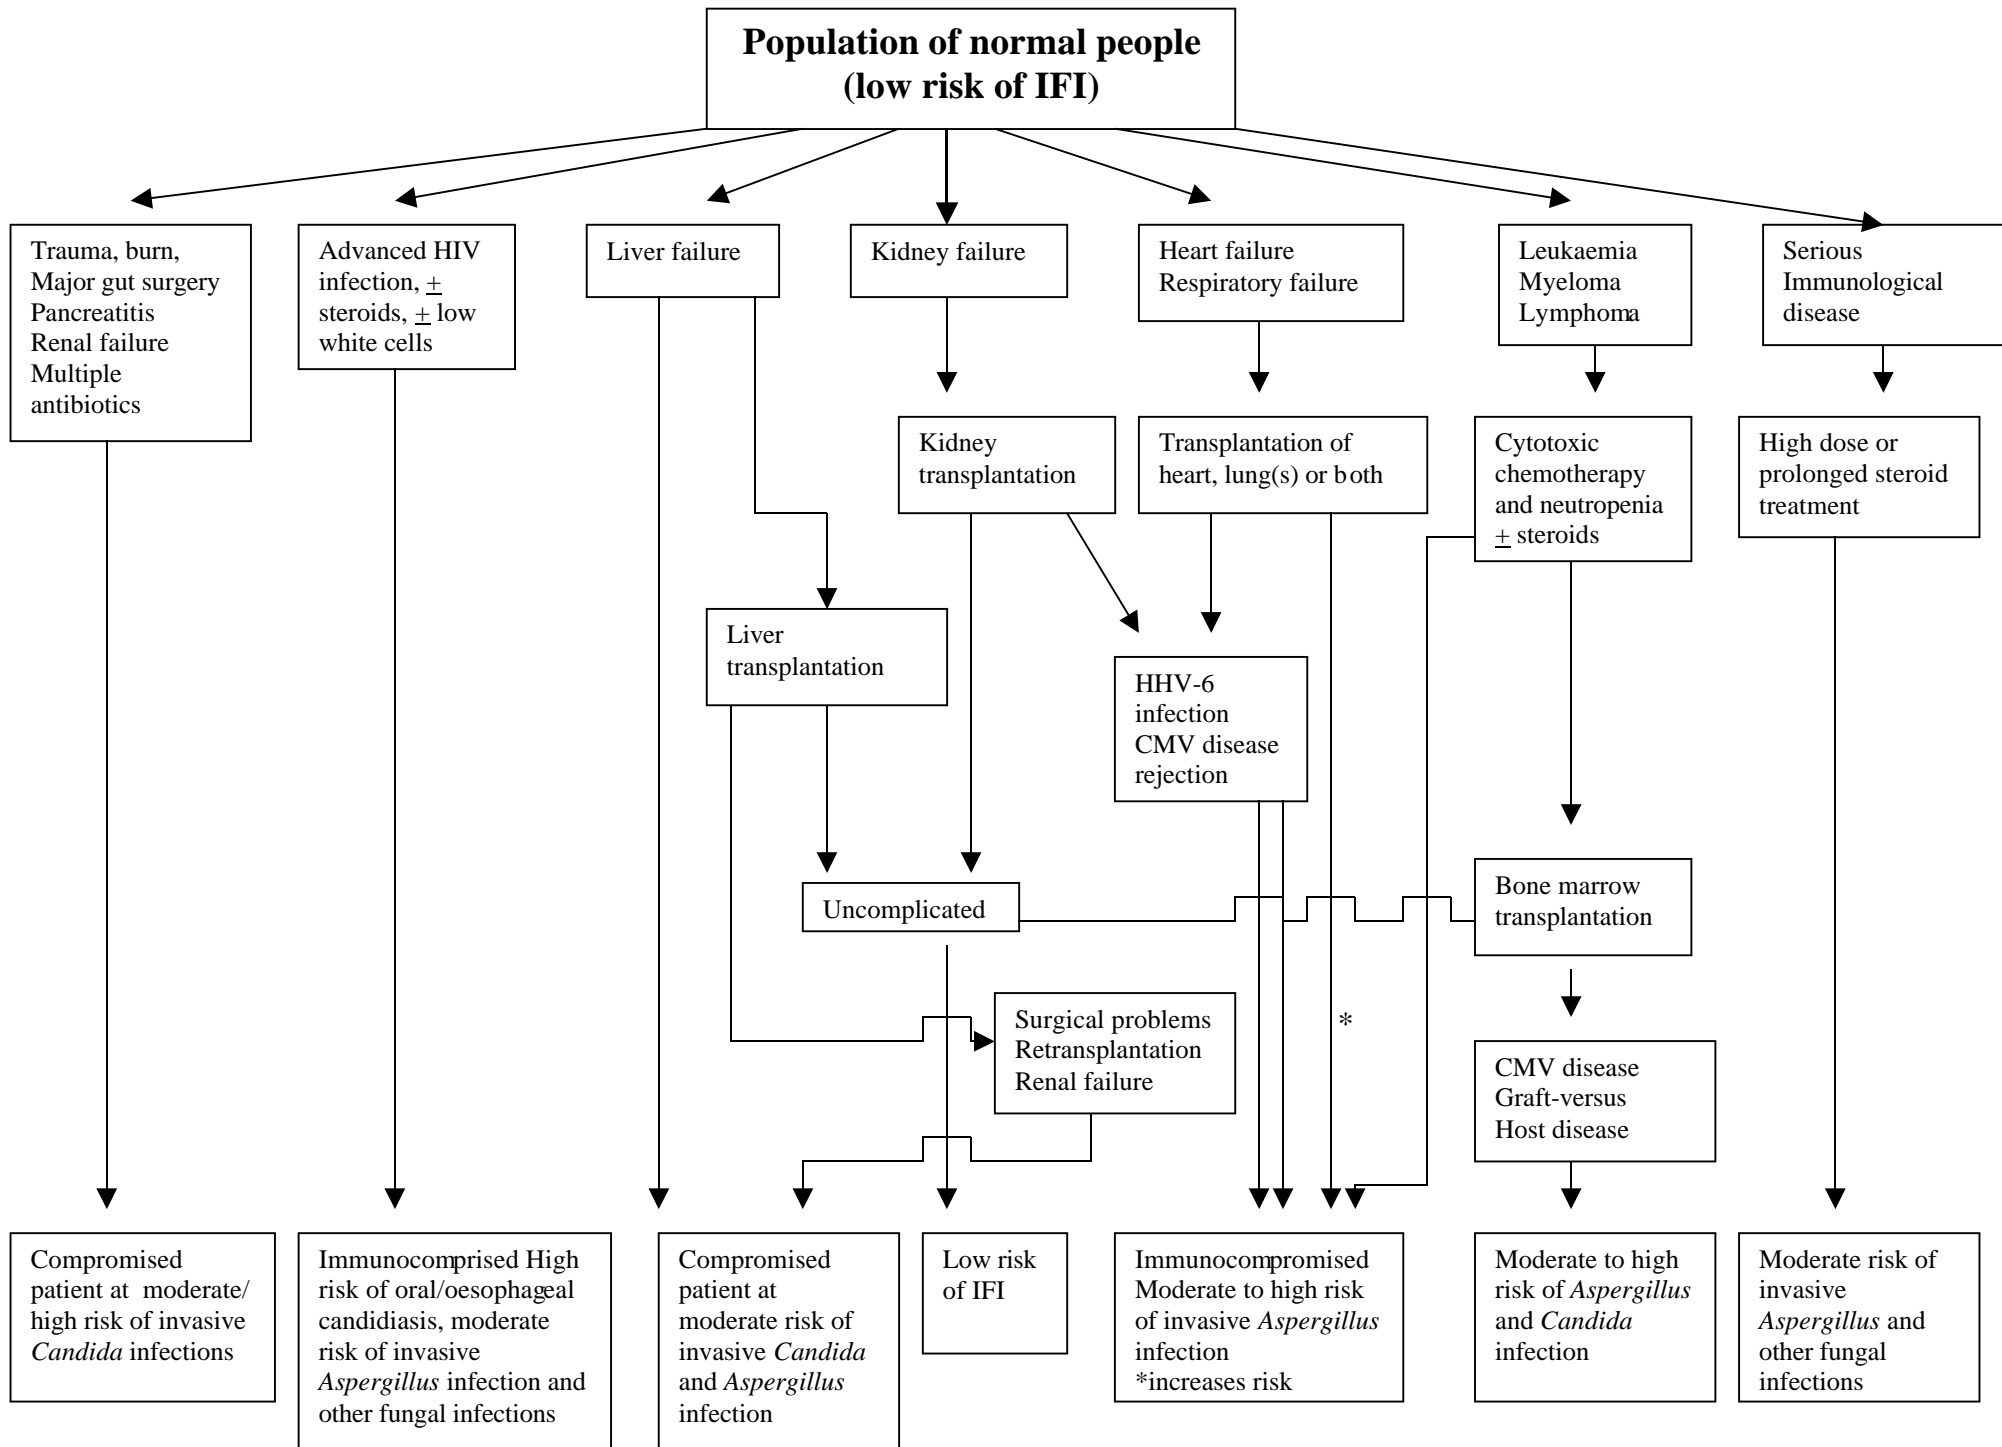 Population of normal people
(low risk of IFI)
Trauma, burn,
Major gut surgery
Pancreatitis
Renal failure
Multiple
antibiotics
Advanced HIV
infection, ±
steroids, ± low
white cells
Liver failure
Kidney failure
Heart failure
Respiratory failure
Leukaemia
Myeloma
Lymphoma
Serious
Immunological
disease
Kidney
transplantation
Transplantation of
heart, lung(s) or both
Cytotoxic
chemotherapy
and neutropenia
± steroids
High dose or
prolonged steroid
treatment
Liver
transplantation
HHV-6
infection
CMV disease
rejection
Uncomplicated
Bone marrow
transplantation
Surgical problems
Retransplantation
Renal failure
*
CMV disease
Graft-versus
Host disease
Compromised
patient at moderate/
high risk of invasive
Candida infections
Immunocomprised High
risk of oral/oesophageal
candidiasis, moderate
risk of invasive
Aspergillus infection and
other fungal infections
Compromised
patient at
moderate risk of
invasive Candida
and Aspergillus
infection
Low risk
of IFI
Immunocompromised
Moderate to high risk
of invasive Aspergillus
infection
*increases risk
Moderate to high
risk of Aspergillus
and Candida
infection
Moderate risk of
invasive
Aspergillus and
other fungal
infections